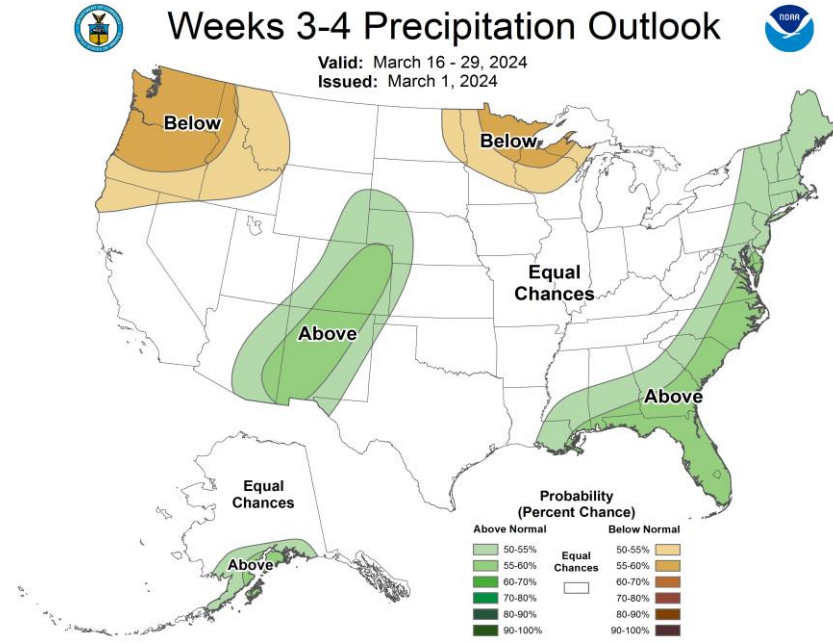 Weeks 3-4 Precipitation Outlook
NOAA
Valid: March 16 - 29, 2024
Issued: March 1, 2024
Below
Below
Equal
Chances
Above
Above
Equal
Chances
Above
Probability
(Percent Chance)
Above Normal
Below Normal
50-55%
55-60%
60-70%
70-80%
80-90%
90-100%
Equal
Chances
50-55%
55-60%
60-70%
70-80%
80-90%
90-100%